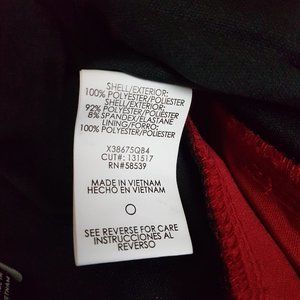 SHELL/EXTERIOR:
100% POLYESTER/POLIESTER
SHELL/EXTERIOR:
92% POLYESTER/POLIESTER
8% SPANDEX/ELASTANE
LINING/FORRO:
100% POLYESTER/POLIESTER
X38675Q84
CUT#: 131517
RN#58539
MADE IN VIETNAM
HECHO EN VIETNAM
SEE REVERSE FOR CARE
INSTRUCCIONES AL
REVERSO